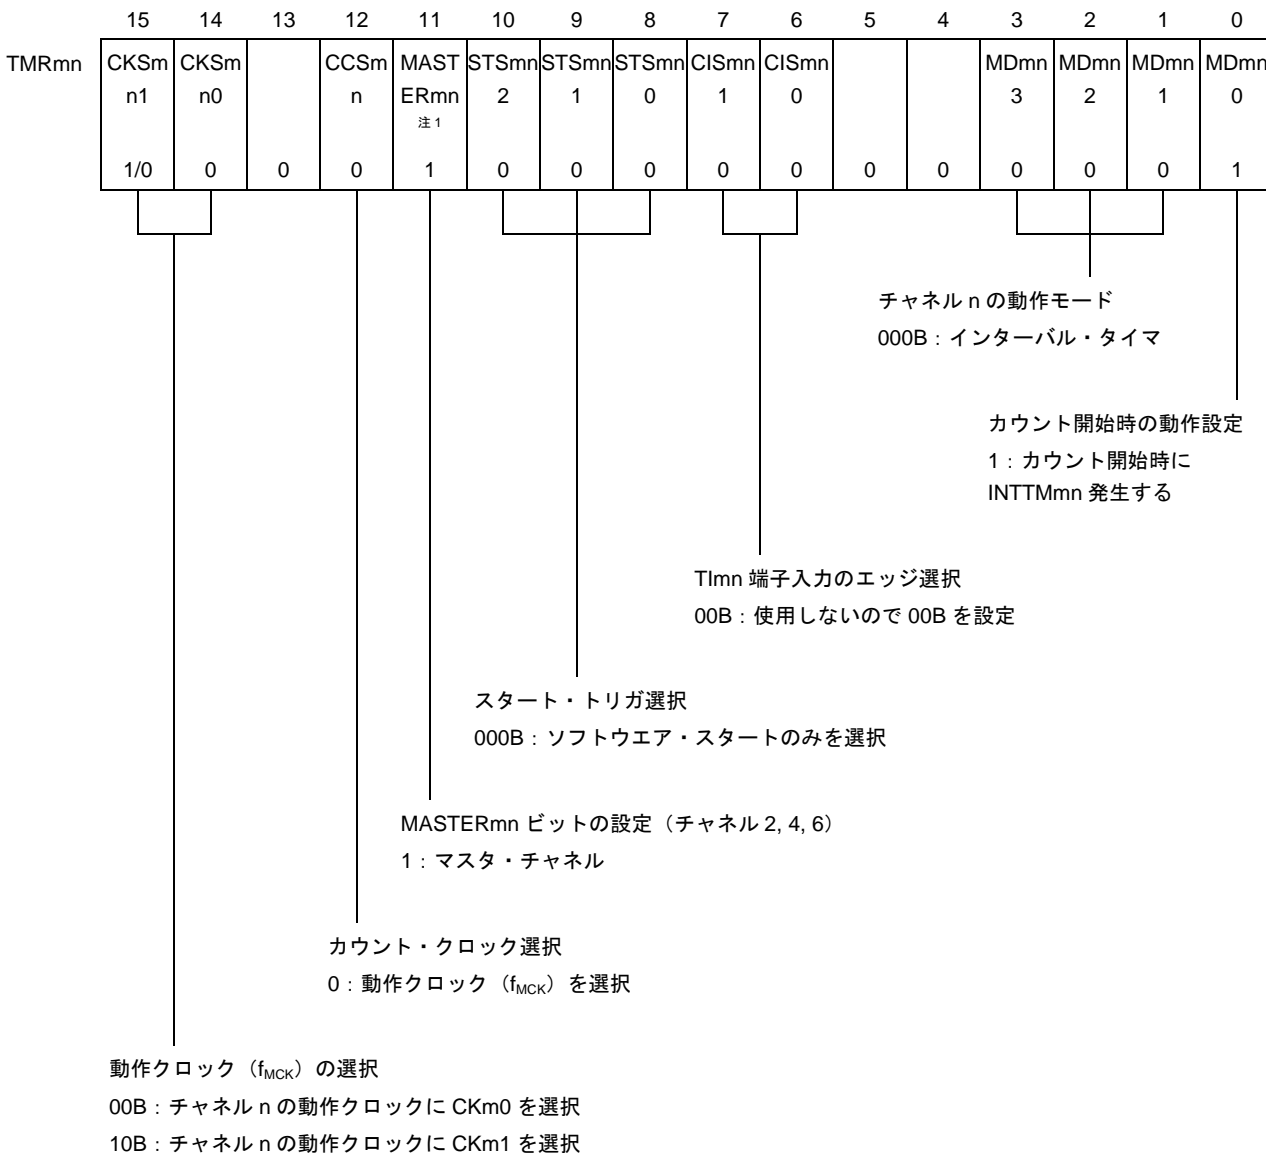 15 14 13 12 11 10 9 8 7 6 5 4 3 2 1 0
TMRmn CKSm CKSm CCSm MAST STSmn STSmn STSmn CISmn CISmn MDmn MDmn MDmn MDmn
n1 n0 n ERmn 2 1 0 1 0 3 2 1 0
注 1
1/0 0 0 0 1 0 0 0 0 0 0 0 0 0 0 1
チャネル n の動作モード
000B：インターバル・タイマ
カウント開始時の動作設定
1：カウント開始時に
INTTMmn 発生する
TImn 端子入力のエッジ選択
00B：使用しないので 00B を設定
スタート・トリガ選択
000B：ソフトウエア・スタートのみを選択
MASTERmn ビットの設定（チャネル 2, 4, 6）
1：マスタ・チャネル
カウント・クロック選択
0：動作クロック（fMCK）を選択
動作クロック（fMCK）の選択
00B：チャネル n の動作クロックに CKm0 を選択
10B：チャネル n の動作クロックに CKm1 を選択